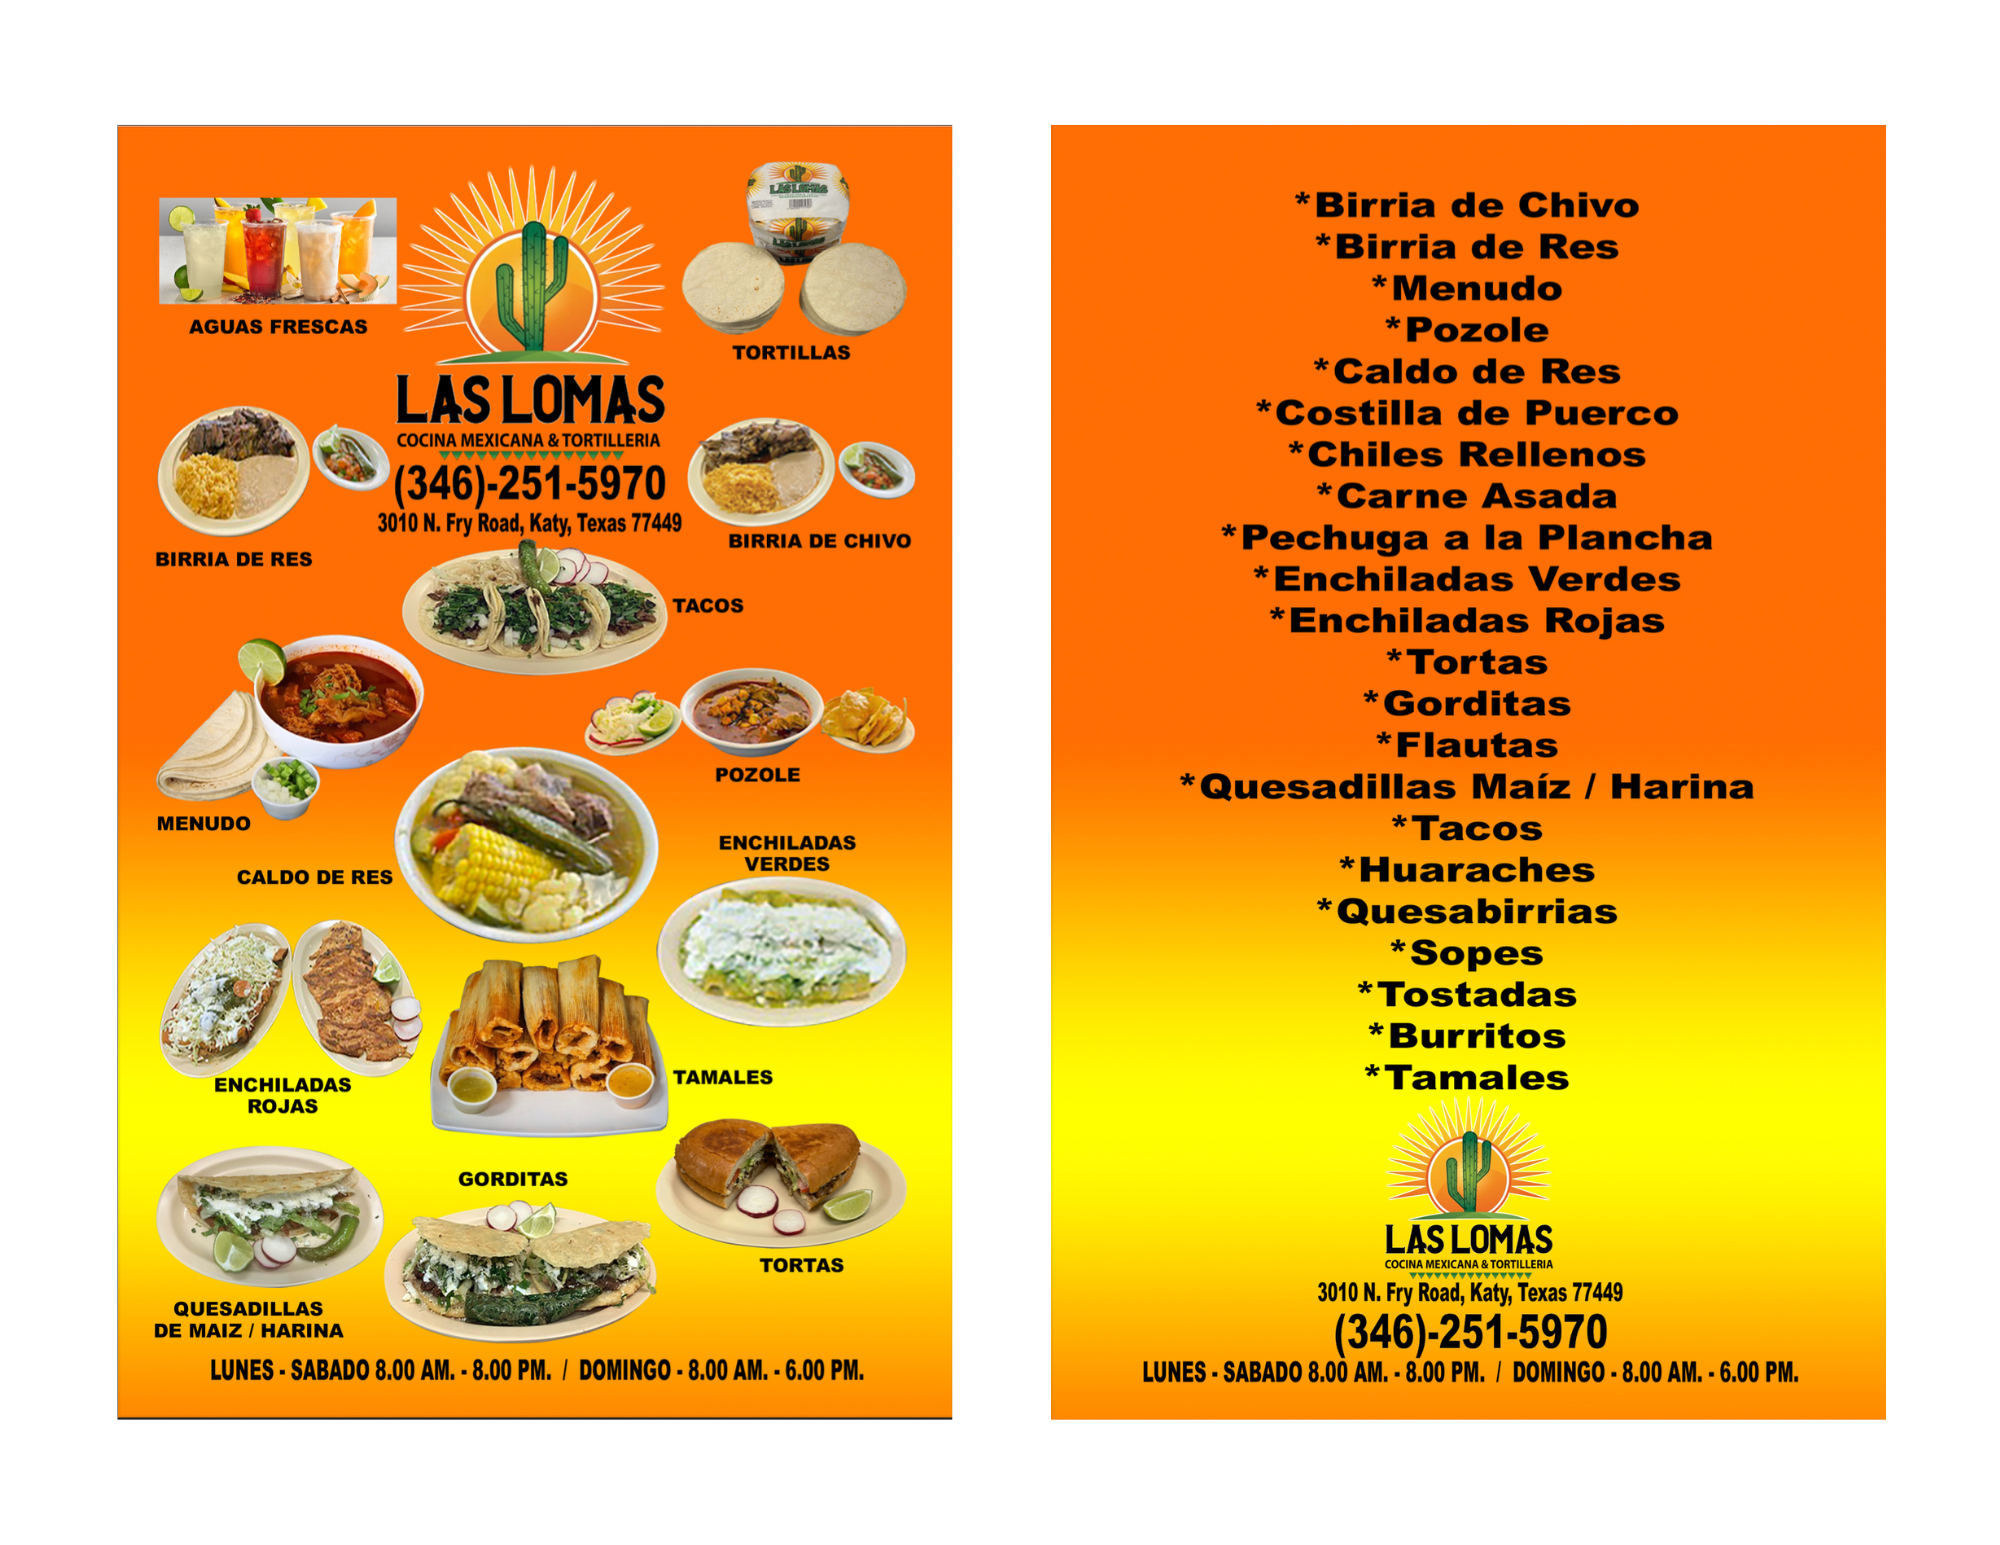 AGUAS FRESCAS
LAS LOMAS
TORTILLAS
LAS LOMAS
COCINA MEXICANA & TORTILLERIA
(346)-251-5970
3010 N. Fry Road, Katy, Texas 77449
BIRRIA DE RES
BIRRIA DE CHIVO
TACOS
MENUDO
POZOLE
CALDO DE RES
ENCHILADAS
VERDES
ENCHILADAS
ROJAS
TAMALES
GORDITAS
TORTAS
QUESADILLAS
DE MAIZ / HARINA
LUNES - SABADO 8.00 AM. - 8.00 PM. / DOMINGO - 8.00 AM. - 6.00 PM.
*Birria de Chivo
*Birria de Res
*Menudo
*Pozole
*Caldo de Res
*Costilla de Puerco
*Chiles Rellenos
*Carne Asada
*Pechuga a la Plancha
*Enchiladas Verdes
*Enchiladas Rojas
*Tortas
*Gorditas
*Flautas
*Quesadillas Maíz / Harina
*Tacos
*Huaraches
*Quesabirrias
*Sopes
*Tostadas
*Burritos
*Tamales
LAS LOMAS
COCINA MEXICANA & TORTILLERIA
3010 N. Fry Road, Katy, Texas 77449
(346)-251-5970
LUNES - SABADO 8.00 AM. - 8.00 PM. / DOMINGO - 8.00 AM. - 6.00 PM.